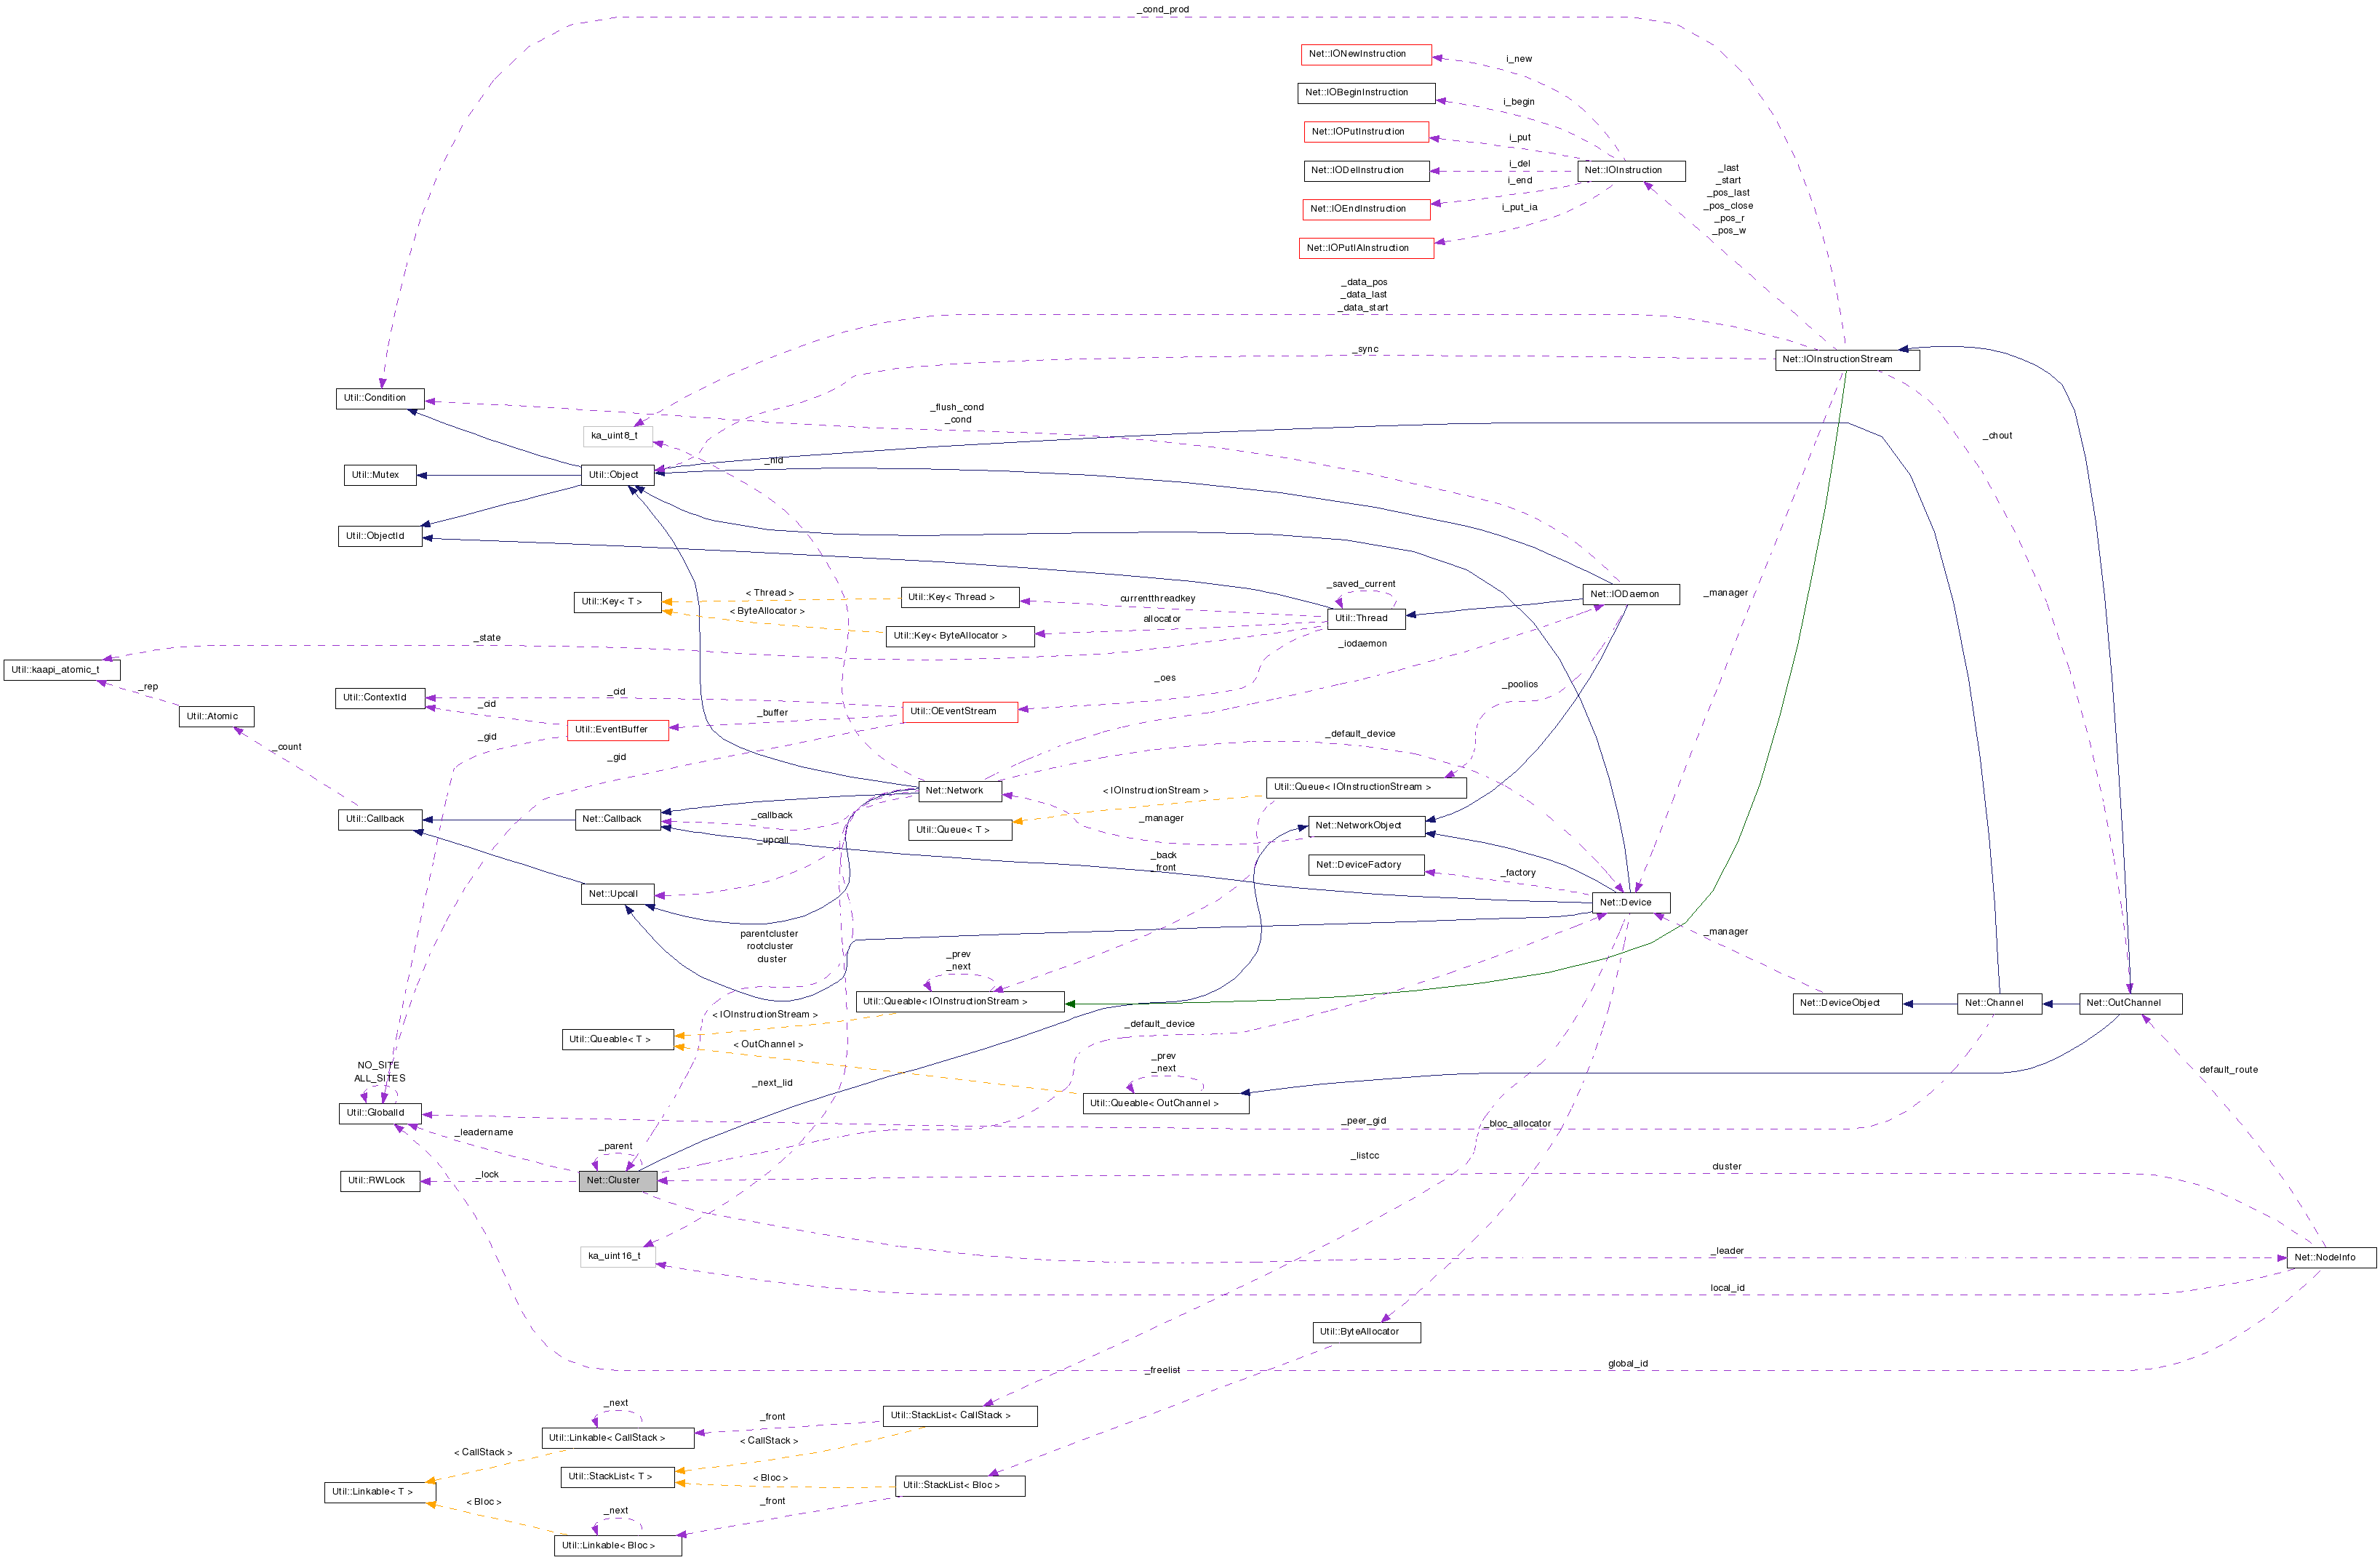 _cond_prod
Net::IONewInstruction
i_new
Net::IOBeginInstruction
i_begin
Net::IOPutInstruction
i_put
Net::IODelInstruction
i_del
Net::IOInstruction
i_end
Net::IOEndInstruction
i_put_ia
Net::IOPutIAInstruction
_last
_start
_pos_last
_pos_close
_pos_r
_pos_w
_data_pos
_data_last
_data_start
_sync
Net::IOInstructionStream
Util::Condition
_flush_cond
_cond
ka_uint8_t
_chout
_nid
Util::Mutex
Util::Object
Util::ObjectId
_saved_current
Util::Key< T >
< Thread >
Util::Key< Thread >
currentthreadkey
Net::IODaemon
_manager
< ByteAllocator >
allocator
Util::Thread
Util::Key< ByteAllocator >
_state
_iodaemon
Util::kaapi_atomic_t
_rep
_oes
_poolios
Util::ContextId
_cid
_cid
Util::OEventStream
_buffer
Util::Atomic
Util::EventBuffer
_gid
_default_device
_count
_gid
Net::Network
Util::Queue< IOInstructionStream >
< IOInstructionStream >
Util::Callback
Net::Callback
_callback
_manager
Net::NetworkObject
Util::Queue< T >
_upcall
_back
_front
Net::DeviceFactory
_factory
Net::Upcall
Net::Device
parentcluster
rootcluster
cluster
_manager
_prev
_next
Util::Queable< IOInstructionStream >
Net::DeviceObject
Net::Channel
Net::OutChannel
< IOInstructionStream >
_default_device
Util::Queable< T >
< OutChannel >
_prev
_next
NO_SITE
ALL_SITES
_next_lid
default_route
Util::Queable< OutChannel >
Util::GlobalId
_peer_gid
_bloc_allocator
_leadername
_parent
_listcc
cluster
Util::RWLock
_lock
Net::Cluster
ka_uint16_t
_leader
Net::NodeInfo
local_id
Util::ByteAllocator
_freelist
global_id
_next
_front
Util::StackList< CallStack >
Util::Linkable< CallStack >
< CallStack >
< CallStack >
Util::StackList< T >
< Bloc >
Util::StackList< Bloc >
Util::Linkable< T >
< Bloc >
_front
_next
Util::Linkable< Bloc >